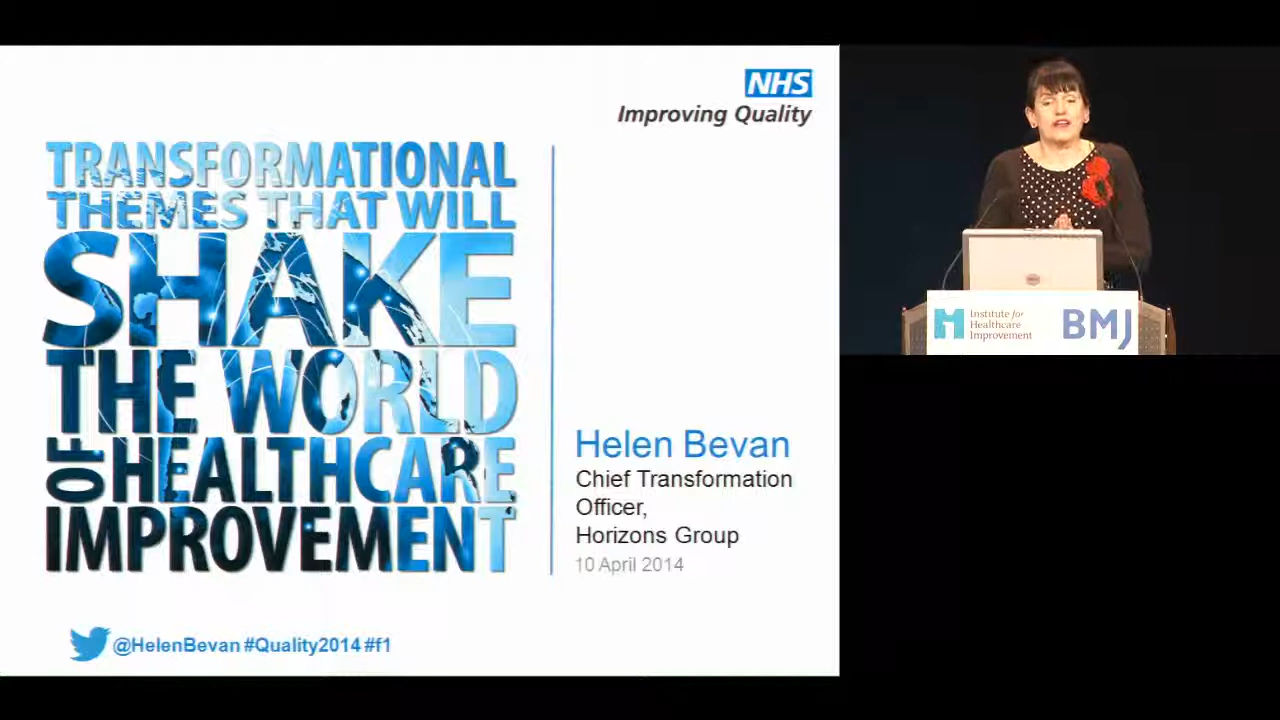 NHS
Improving Quality
TRANSFORMATIONAL
THEMES THAT WILL
SHAKE
THE WORLD
OF HEALTHCARE
IMPROVEMENT
Helen Bevan
Chief Transformation
Officer,
Horizons Group
10 April 2014
@HelenBevan #Quality2014 #f1
Institute for
Healthcare
Improvement
BMJ